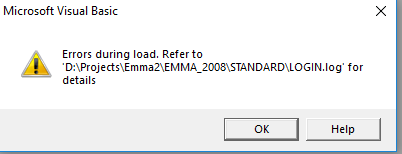 Microsoft Visual Basic
Errors during load. Refer to
'D:\Projects\Emma2\EMMA_2008\STANDARD\LOGIN.log' for
details
OK
Help